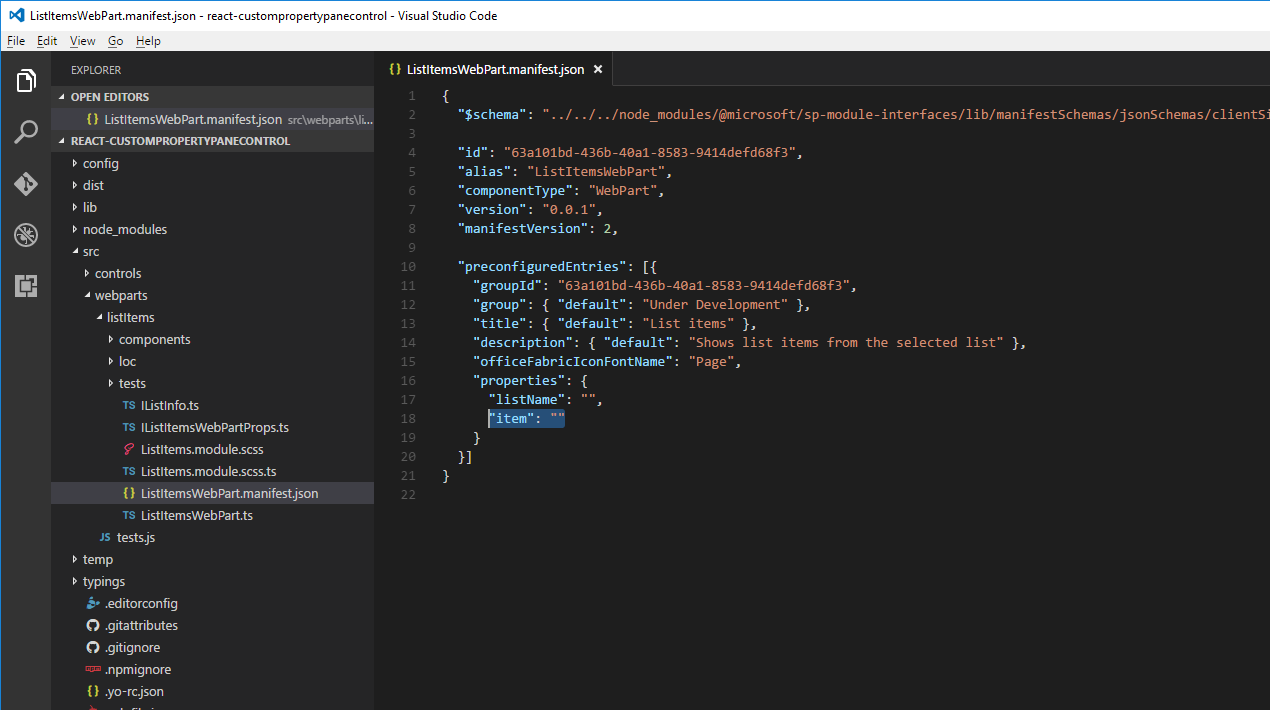 ListItemsWebPart.manifest.json - react-custompropertypanecontrol - Visual Studio Code
File Edit View Go Help
EXPLORER
OPEN EDITORS
{} ListItemsWebPart.manifest.json src\webparts\li...
REACT-CUSTOMPROPERTYPANECONTROL
config
dist
lib
node_modules
src
controls
webparts
listItems
components
loc
tests
TS IListInfo.ts
TS IListItemsWebPartProps.ts
ListItems.module.scss
TS ListItems.module.scss.ts
{} ListItemsWebPart.manifest.json
TS ListItemsWebPart.ts
JS tests.js
temp
typings
.editorconfig
.gitattributes
.gitignore
npm .npmignore
{} .yo-rc.json
{} ListItemsWebPart.manifest.json ×
1 {
2 "$schema": "../../../node_modules/@microsoft/sp-module-interfaces/lib/manifestSchemas/jsonSchemas/clientSi
3
4 "id": "63a101bd-436b-40a1-8583-9414defd68f3",
5 "alias": "ListItemsWebPart",
6 "componentType": "WebPart",
7 "version": "0.0.1",
8 "manifestVersion": 2,
9
10 "preconfiguredEntries": [{
11 "groupId": "63a101bd-436b-40a1-8583-9414defd68f3",
12 "group": { "default": "Under Development" },
13 "title": { "default": "List items" },
14 "description": { "default": "Shows list items from the selected list" },
15 "officeFabricIconFontName": "Page",
16 "properties": {
17 "listName": "",
18 "item": ""
19 }
20 }]
21 }
22